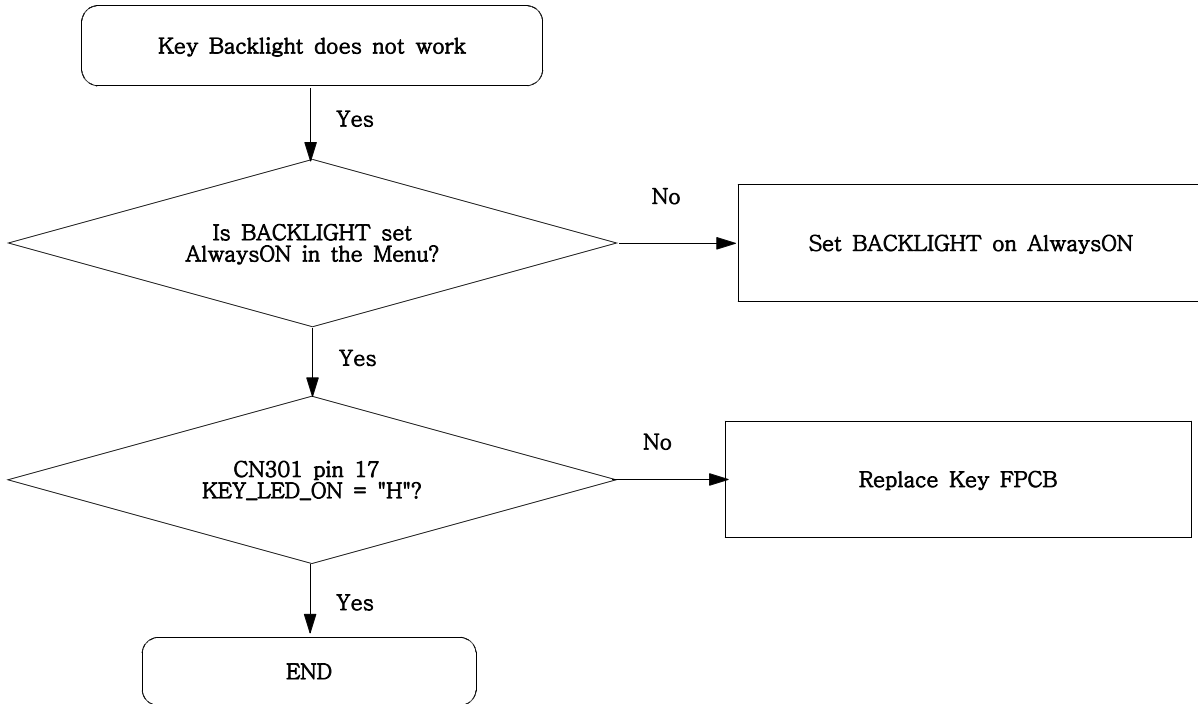 Key Backlight does not work
Yes
Is BACKLIGHT set
AlwaysON in the Menu?
No
Set BACKLIGHT on AlwaysON
Yes
CN301 pin 17
KEY_LED_ON = "H"?
No
Replace Key FPCB
Yes
END